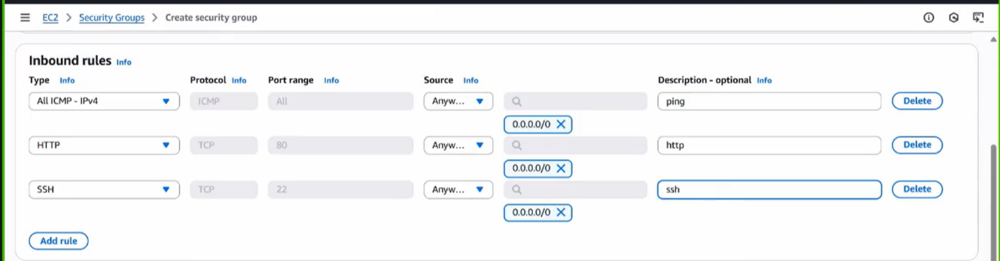 EC2 > Security Groups > Create security group
Inbound rules Info
Type Info Protocol Info Port range Info Source Info Description - optional Info
All ICMP - IPv4 ICMP All Anyw... ping Delete
0.0.0.0/0
HTTP TCP 80 Anyw... http Delete
0.0.0.0/0
SSH TCP 22 Anyw... ssh Delete
0.0.0.0/0
Add rule